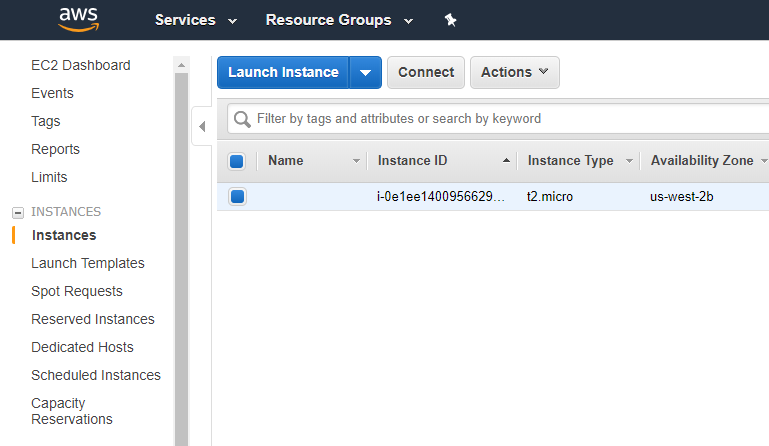 aws Services Resource Groups
EC2 Dashboard
Events
Tags
Reports
Limits
INSTANCES
Instances
Launch Templates
Spot Requests
Reserved Instances
Dedicated Hosts
Scheduled Instances
Capacity
Reservations
Launch Instance Connect Actions
Filter by tags and attributes or search by keyword
Name Instance ID Instance Type Availability Zone
i-0e1ee1400956629... t2.micro us-west-2b